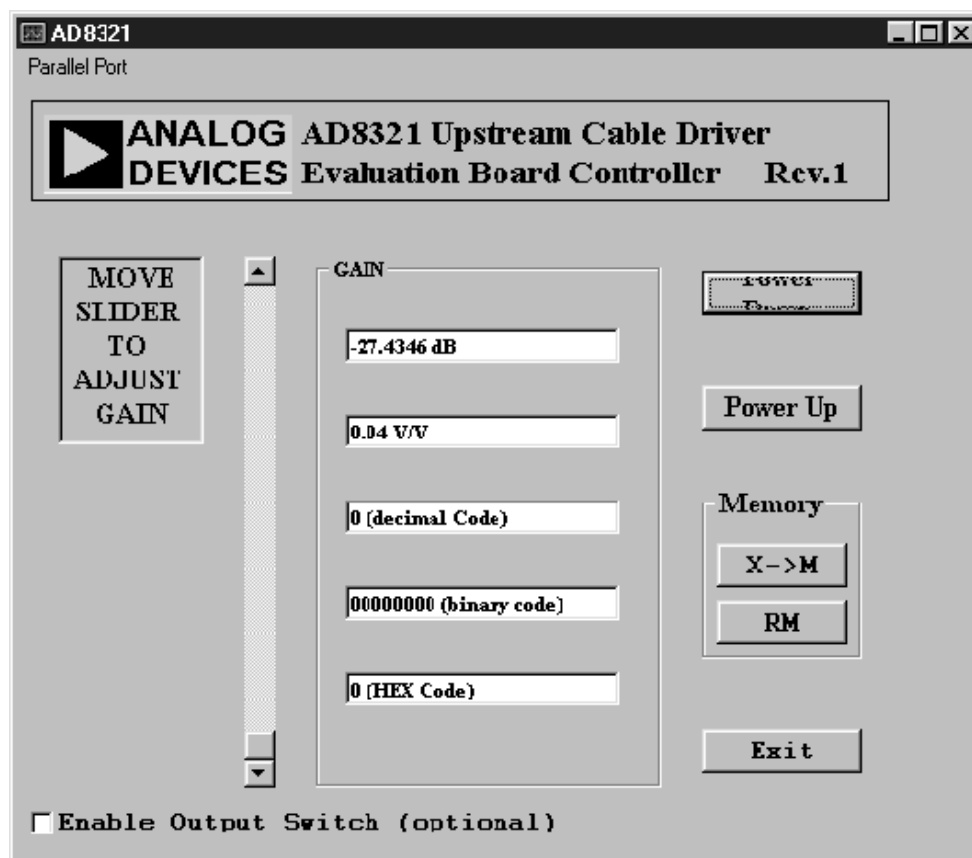 AD8321
Parallel Port
ANALOG
DEVICES
AD8321 Upstream Cable Driver
Evaluation Board Controller Rev.1
MOVE
SLIDER
TO
ADJUST
GAIN
GAIN
-27.4346 dB
0.04 V/V
0 (decimal Code)
00000000 (binary code)
0 (HEX Code)
Power
Power Up
Memory
X->M
RM
Exit
Enable Output Switch (optional)